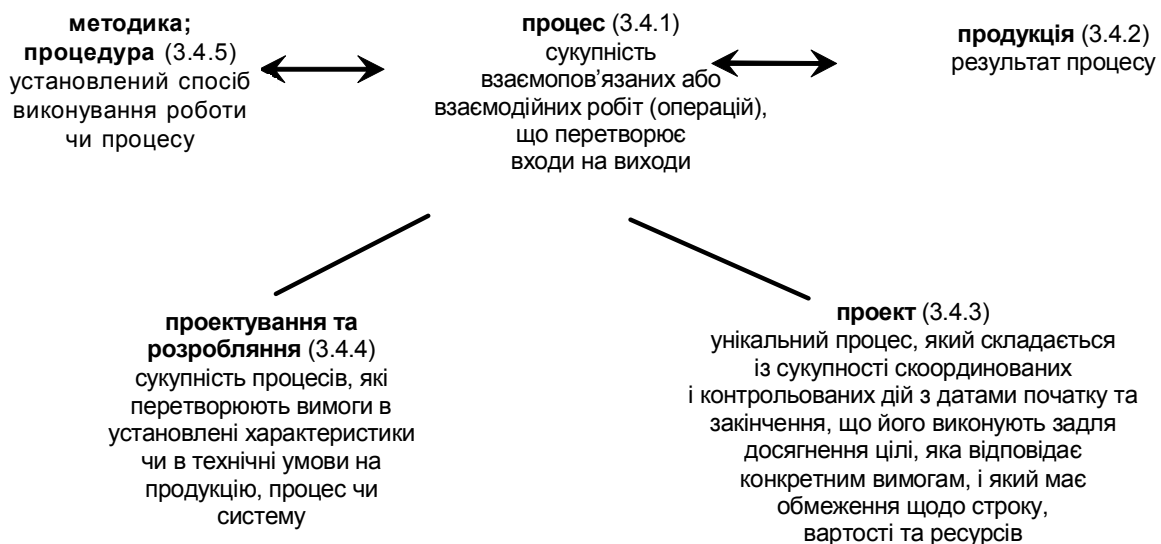 методика;
процедура (3.4.5)
установлений спосіб
виконування роботи
чи процесу
процес (3.4.1)
сукупність
взаємопов’язаних або
взаємодійних робіт (операцій),
що перетворює
входи на виходи
продукція (3.4.2)
результат процесу
проектування та
розробляння (3.4.4)
сукупність процесів, які
перетворюють вимоги в
установлені характеристики
чи в технічні умови на
продукцію, процес чи
систему
проект (3.4.3)
унікальний процес, який складається
із сукупності скоординованих
і контрольованих дій з датами початку та
закінчення, що його виконують задля
досягнення цілі, яка відповідає
конкретним вимогам, і який має
обмеження щодо строку,
вартості та ресурсів